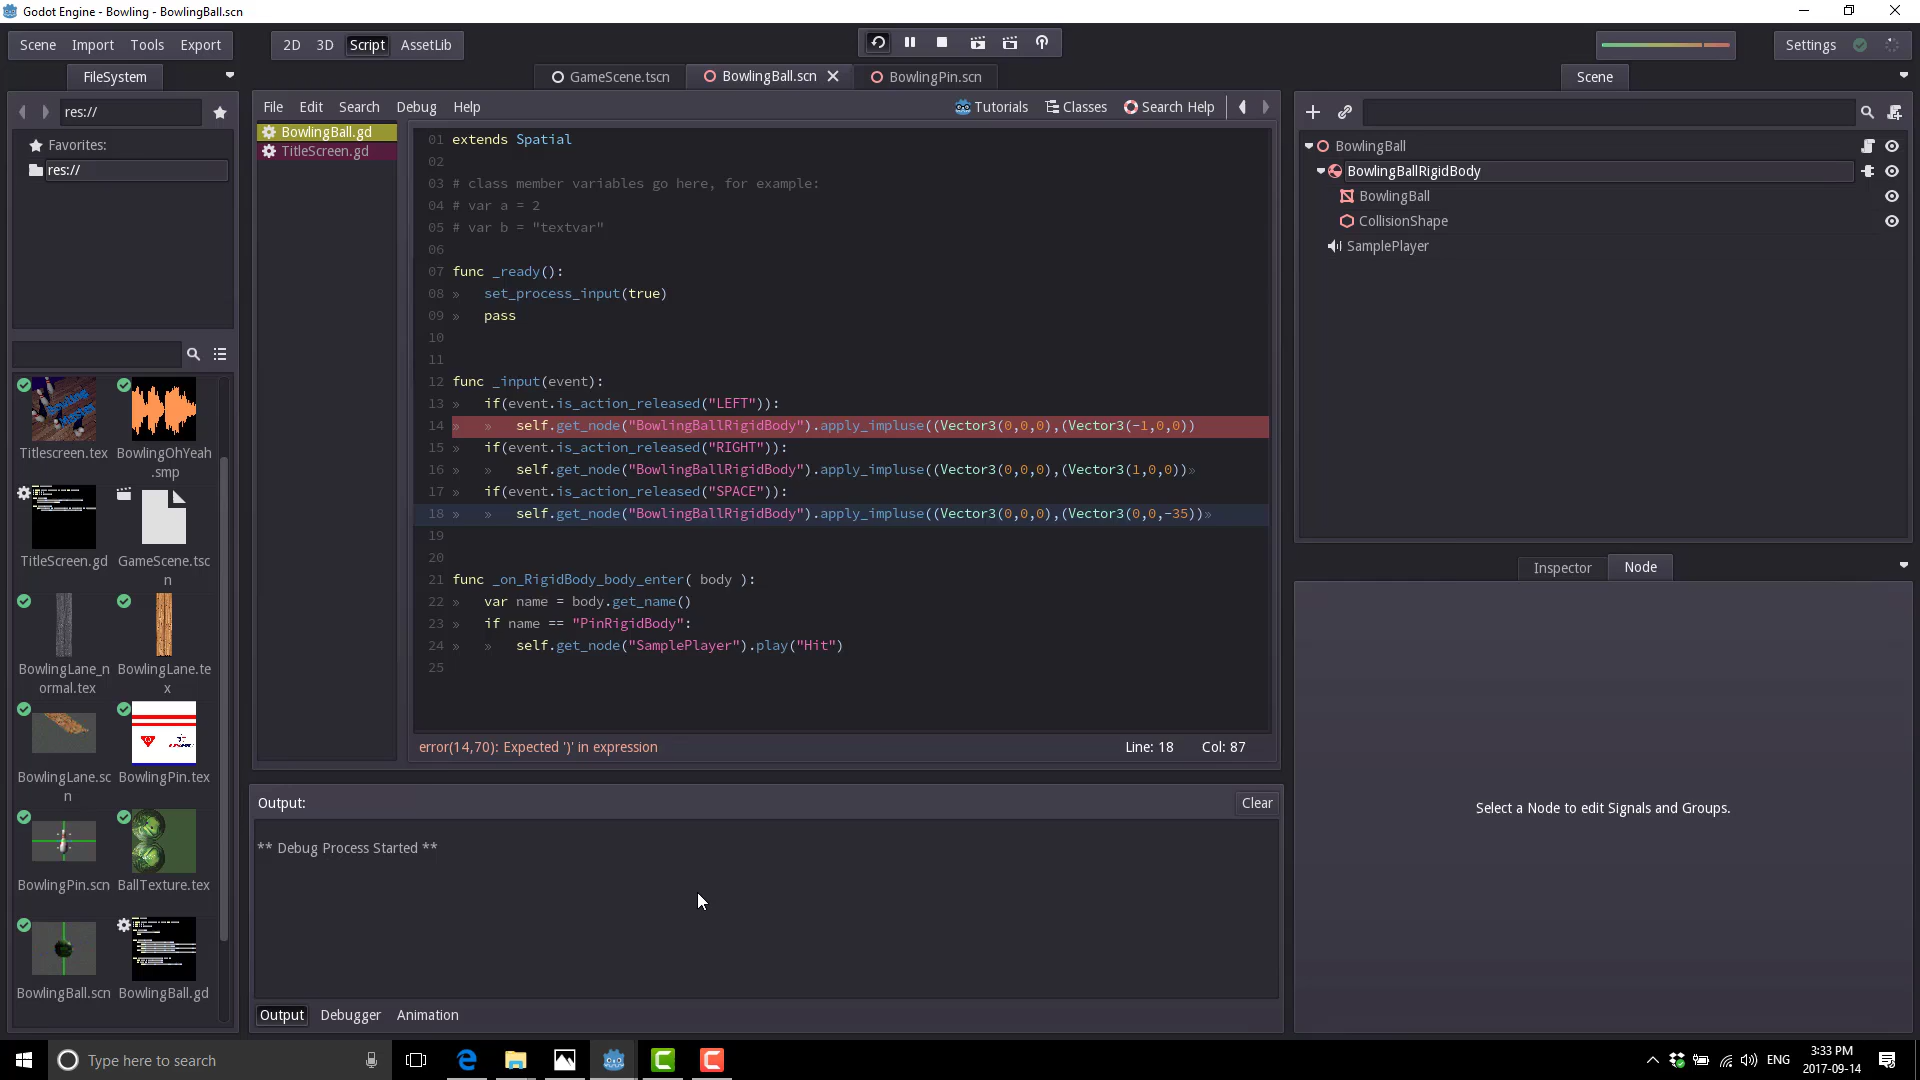 Godot Engine - Bowling - BowlingBall.scn
Scene Import Tools Export
2D 3D Script AssetLib
Settings
FileSystem
GameScene.tscn BowlingBall.scn BowlingPin.scn
Scene
res://
File Edit Search Debug Help
Tutorials Classes Search Help
Favorites:
res://
BowlingBall.gd
TitleScreen.gd
01 extends Spatial
02
03 # class member variables go here, for example:
04 # var a = 2
05 # var b = "textvar"
06
07 func _ready():
08 » set_process_input(true)
09 » pass
10
11
12 func _input(event):
13 » if(event.is_action_released("LEFT")):
14 » » self.get_node("BowlingBallRigidBody").apply_impluse((Vector3(0,0,0),(Vector3(-1,0,0))
15 » if(event.is_action_released("RIGHT")):
16 » » self.get_node("BowlingBallRigidBody").apply_impluse((Vector3(0,0,0),(Vector3(1,0,0))»
17 » if(event.is_action_released("SPACE")):
18 » » self.get_node("BowlingBallRigidBody").apply_impluse((Vector3(0,0,0),(Vector3(0,0,-35))»
19
20
21 func _on_RigidBody_body_enter( body ):
22 » var name = body.get_name()
23 » if name == "PinRigidBody":
24 » » self.get_node("SamplePlayer").play("Hit")
25
error(14,70): Expected ')' in expression
Line: 18 Col: 87
BowlingBall
BowlingBallRigidBody
BowlingBall
CollisionShape
SamplePlayer
Inspector Node
Select a Node to edit Signals and Groups.
Titlescreen.tex
BowlingOhYeah
.smp
TitleScreen.gd
GameScene.tsc
n
BowlingLane_n
ormal.tex
BowlingLane.te
x
BowlingLane.sc
n
BowlingPin.tex
BowlingPin.scn
BallTexture.tex
BowlingBall.scn
BowlingBall.gd
Output:
Clear
** Debug Process Started **
Output Debugger Animation
Type here to search
ENG
3:33 PM
2017-09-14